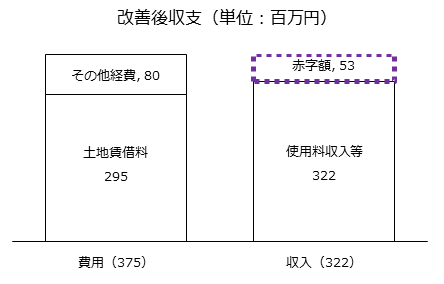 改善後収支（単位：百万円）
その他経費, 80
赤字額, 53
土地賃借料
295
使用料収入等
322
費用（375）
収入（322）